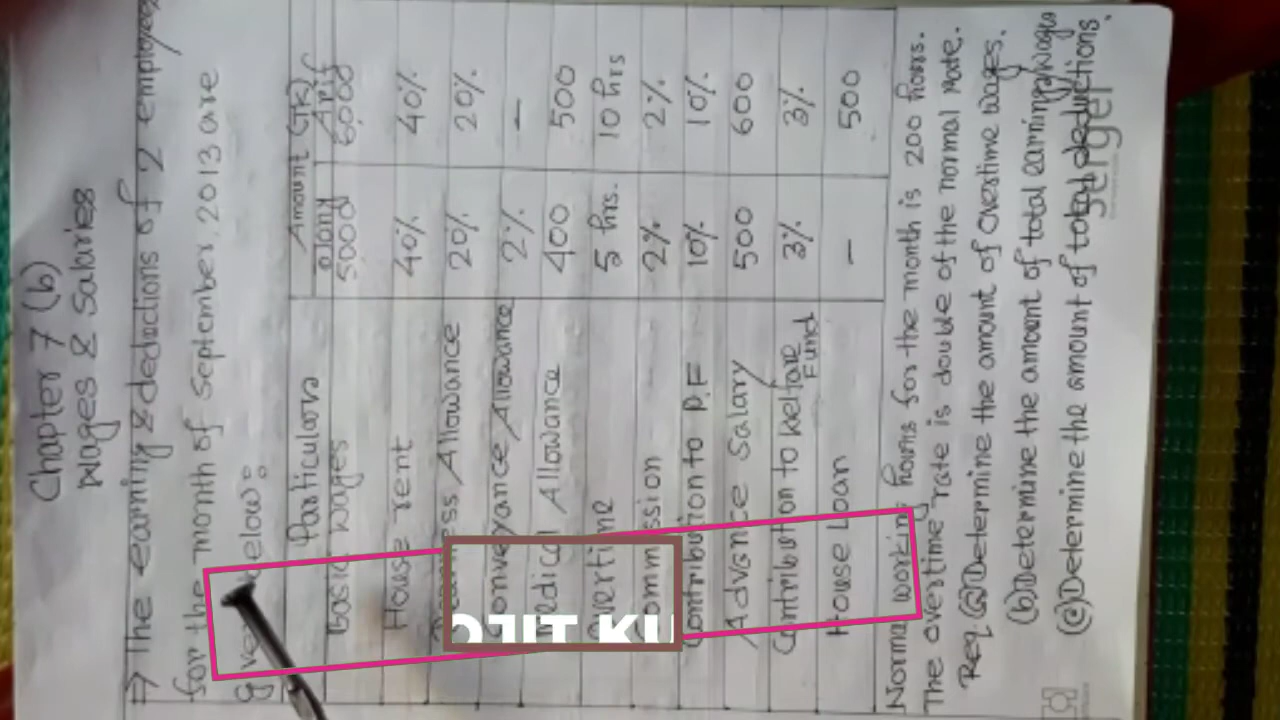 Chapter 7 (b)
Wages & Salaries
⇒ The earning & deductions of 2 employees
for the month of September, 2013 are
given below:
Particulars Amount (TK)
Jony Arif
Basic wages 5000 6000
House rent 40% 40%
Dearness Allowance 20% 20%
Conveyance Allowance 2% —
Medical Allowance 400 500
Overtime 5 hrs. 10 hrs
Commission 2% 2%
Contribution to P.F 10% 10%
Advance Salary 500 600
Contribution to Welfare Fund 3% 3%
House Loan — 500
Normal working hours for the month is 200 hours.
The overtime rate is double of the normal rate.
Req. (a) Determine the amount of overtime wages.
(b) Determine the amount of total earning Wages
(c) Determine the amount of total deductions.
OJIT KU